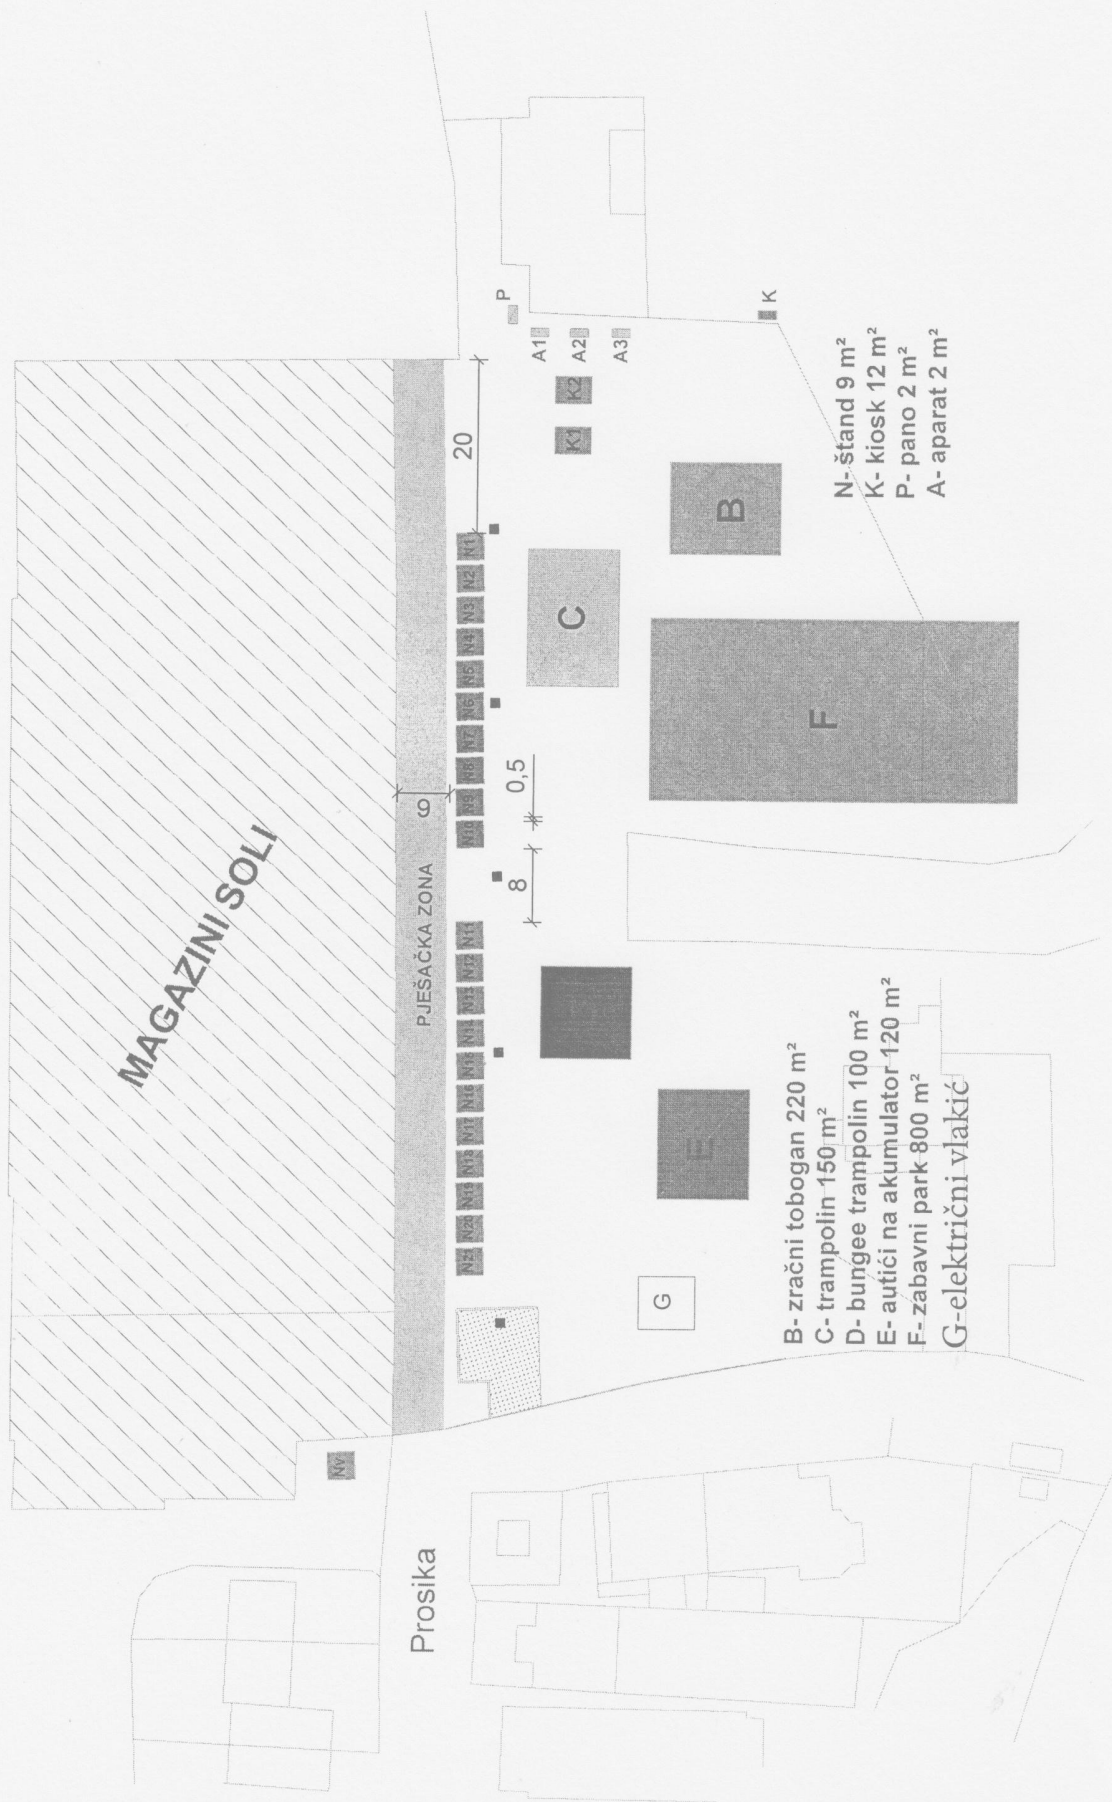 MAGAZINI SOLI
Nv
Prosika
PJEŠAČKA ZONA
6
N21 N20 N19 N18 N17 N16 N15 N14 N13 N12 N11 N10 N9 N8 N7 N6 N5 N4 N3 N2 N1
20
8
0,5
P
A1
A2
A3
K1
K2
C
E
G
B
F
K
B- zračni tobogan 220 m²
C- trampolin 150 m²
D- bungee trampolin 100 m²
E- autići na akumulator 120 m²
F- zabavni park 800 m²
G-električni vlakić
N- štand 9 m²
K- kiosk 12 m²
P- pano 2 m²
A- aparat 2 m²